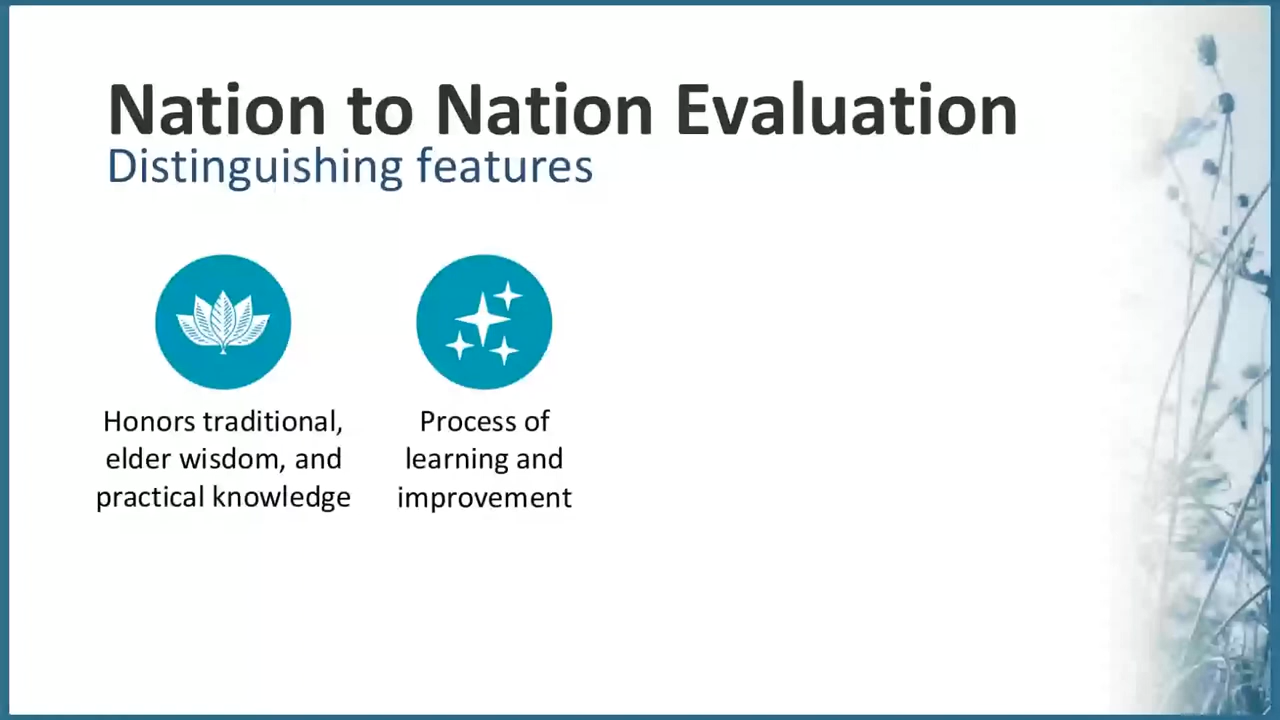 Nation to Nation Evaluation
Distinguishing features
Honors traditional,
elder wisdom, and
practical knowledge
Process of
learning and
improvement